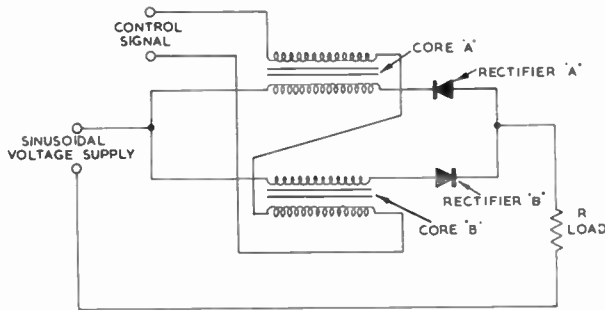 CONTROL
SIGNAL
CORE "A"
RECTIFIER "A"
SINUSOIDAL
VOLTAGE SUPPLY
RECTIFIER "B"
CORE "B"
R
LOAD